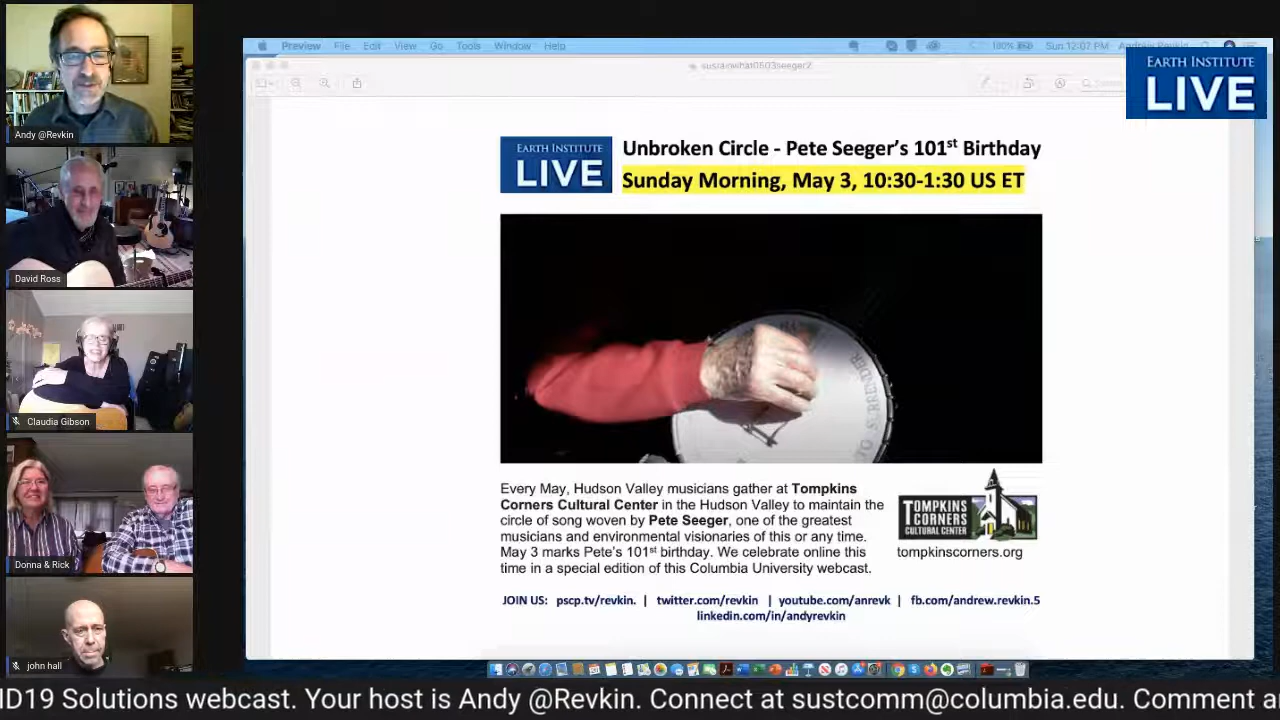 Andy @Revkin
David Ross
Claudia Gibson
Donna & Rick
john hall
Preview File Edit View Go Tools Window Help
100% Sun 12:07 PM Andrew Revkin
EARTH INSTITUTE
LIVE
EARTH INSTITUTE
LIVE
Unbroken Circle - Pete Seeger's 101st Birthday
Sunday Morning, May 3, 10:30-1:30 US ET
Every May, Hudson Valley musicians gather at Tompkins
Corners Cultural Center in the Hudson Valley to maintain the
circle of song woven by Pete Seeger, one of the greatest
musicians and environmental visionaries of this or any time.
May 3 marks Pete's 101st birthday. We celebrate online this
time in a special edition of this Columbia University webcast.
TOMPKINS
CORNERS
CULTURAL CENTER
tompkinscorners.org
JOIN US: pscp.tv/revkin. | twitter.com/revkin | youtube.com/anrevk | fb.com/andrew.revkin.5
linkedin.com/in/andyrevkin
ID19 Solutions webcast. Your host is Andy @Revkin. Connect at sustcomm@columbia.edu. Comment a